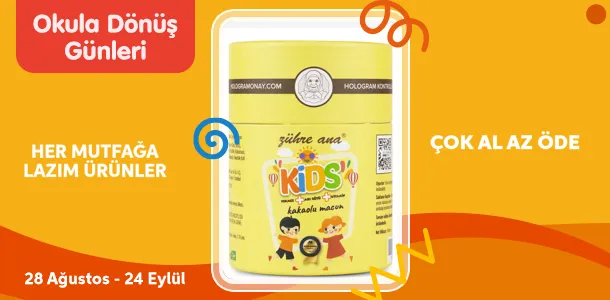 Okula Dönüş
Günleri
HER MUTFAĞA
LAZIM ÜRÜNLER
28 Ağustos - 24 Eylül
HOLOGRAMONAY.COM
HOLOGRAM KONTROL
zühre ana
KiDS
kakaolu macun
ÇOK AL AZ ÖDE